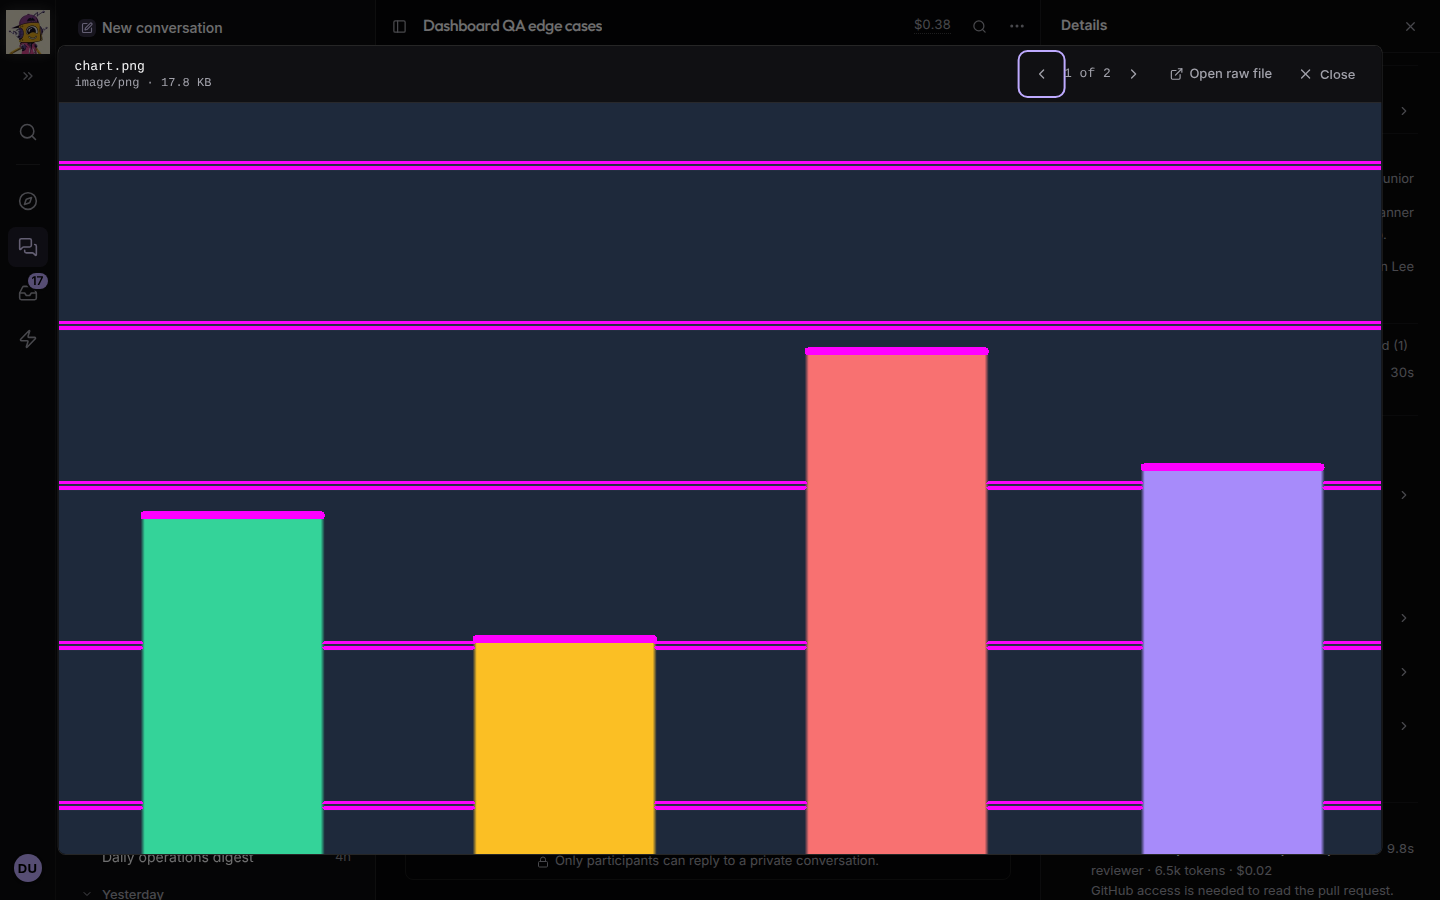 New conversation
Dashboard QA edge cases
$0.38
Details
chart.png
image/png · 17.8 KB
1 of 2
Open raw file
Close
unior
anner
n Lee
d (1)
30s
17
DU
Daily operations digest
4h
Yesterday
Only participants can reply to a private conversation.
9.8s
reviewer · 6.5k tokens · $0.02
GitHub access is needed to read the pull request.